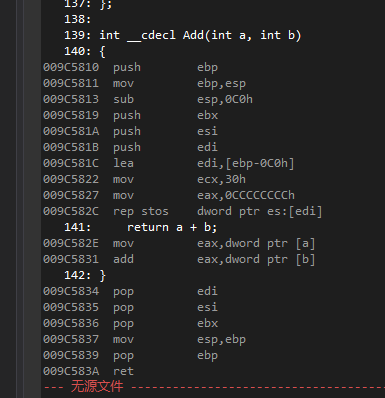 137: };
138:
139: int __cdecl Add(int a, int b)
140: {
009C5810 push ebp
009C5811 mov ebp,esp
009C5813 sub esp,0C0h
009C5819 push ebx
009C581A push esi
009C581B push edi
009C581C lea edi,[ebp-0C0h]
009C5822 mov ecx,30h
009C5827 mov eax,0CCCCCCCCh
009C582C rep stos dword ptr es:[edi]
141: return a + b;
009C582E mov eax,dword ptr [a]
009C5831 add eax,dword ptr [b]
142: }
009C5834 pop edi
009C5835 pop esi
009C5836 pop ebx
009C5837 mov esp,ebp
009C5839 pop ebp
009C583A ret
--- 无源文件 -----------------------------------